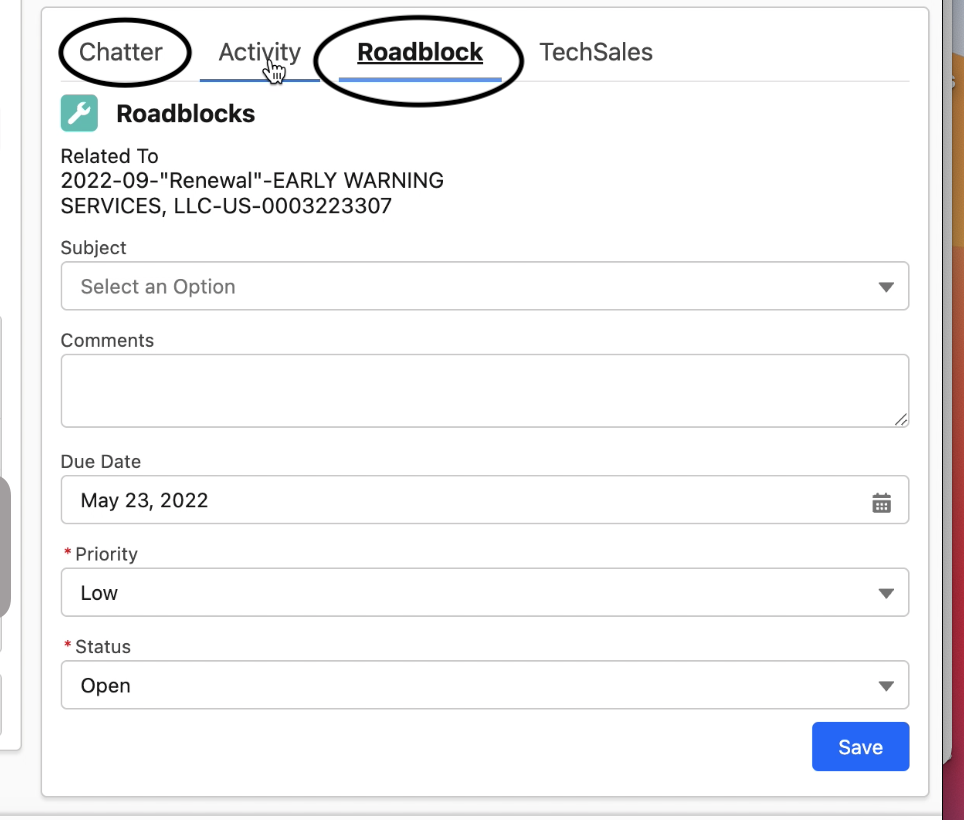 Chatter Activity Roadblock TechSales
Roadblocks
Related To
2022-09-"Renewal"-EARLY WARNING
SERVICES, LLC-US-0003223307
Subject
Select an Option
Comments
Due Date
May 23, 2022
*Priority
Low
*Status
Open
Save